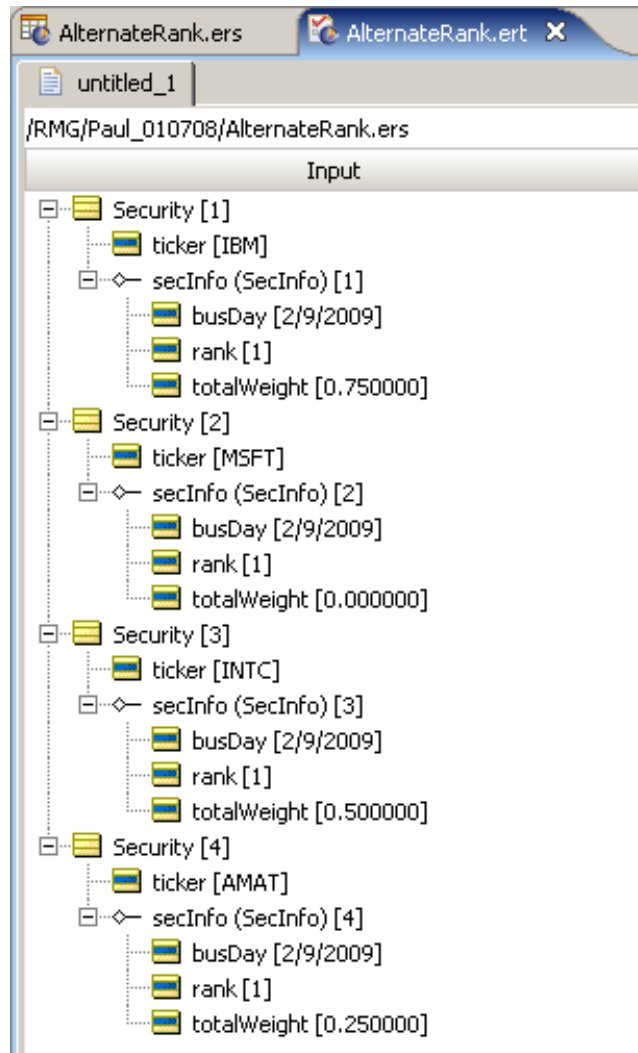 AlternateRank.ers AlternateRank.ert
untitled_1
/RMG/Paul_010708/AlternateRank.ers
Input
Security [1]
ticker [IBM]
secInfo (SecInfo) [1]
busDay [2/9/2009]
rank [1]
totalWeight [0.750000]
Security [2]
ticker [MSFT]
secInfo (SecInfo) [2]
busDay [2/9/2009]
rank [1]
totalWeight [0.000000]
Security [3]
ticker [INTC]
secInfo (SecInfo) [3]
busDay [2/9/2009]
rank [1]
totalWeight [0.500000]
Security [4]
ticker [AMAT]
secInfo (SecInfo) [4]
busDay [2/9/2009]
rank [1]
totalWeight [0.250000]